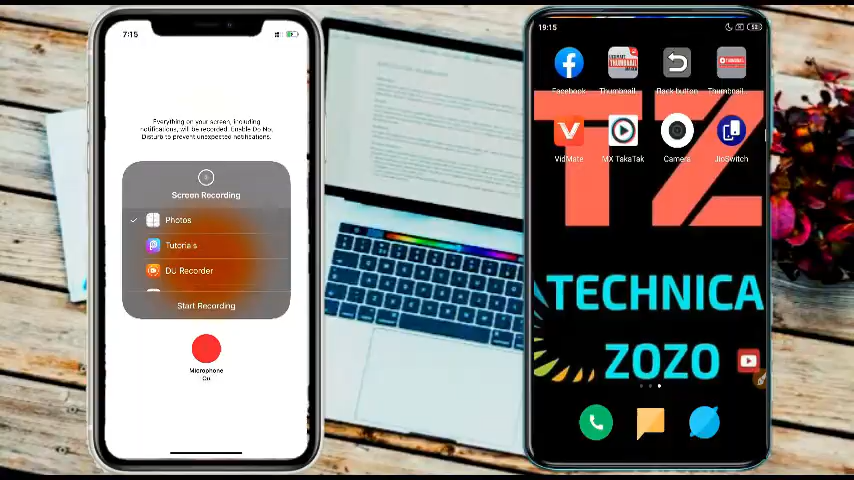 7:15
Everything on your screen, including
notifications, will be recorded. Enable Do Not
Disturb to prevent unexpected notifications.
Screen Recording
Photos
Tutorials
DU Recorder
Start Recording
Microphone
19:15
Facebook
Thumbnail
Back button
Thumbnail
VidMate
MX TakaTak
Camera
JioSwitch
TZ
TECHNICA
ZOZO